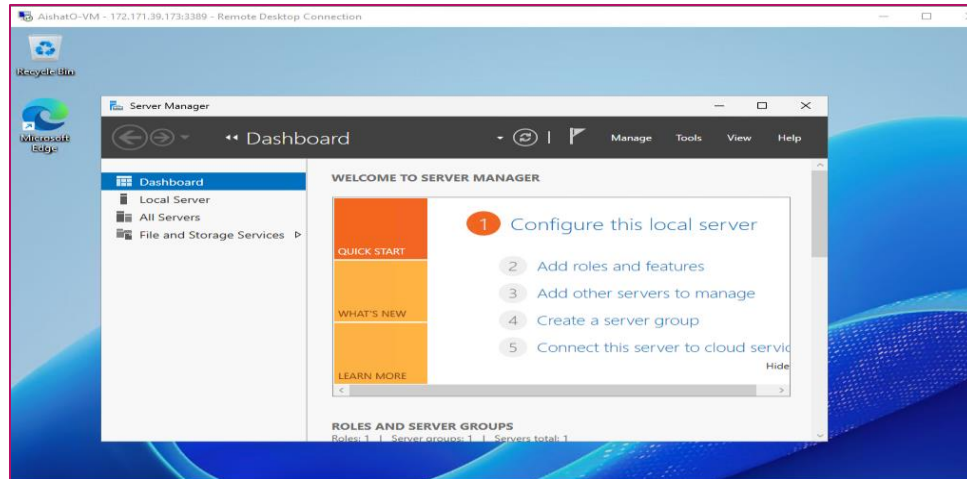 AishatO-VM - 172.171.39.173:3389 - Remote Desktop Connection
Recycle Bin
Microsoft
Edge
Server Manager
Dashboard
Manage Tools View Help
Dashboard
Local Server
All Servers
File and Storage Services
WELCOME TO SERVER MANAGER
QUICK START
WHAT'S NEW
LEARN MORE
1 Configure this local server
2 Add roles and features
3 Add other servers to manage
4 Create a server group
5 Connect this server to cloud servic
Hide
ROLES AND SERVER GROUPS
Roles: 1 | Server groups: 1 | Servers total: 1